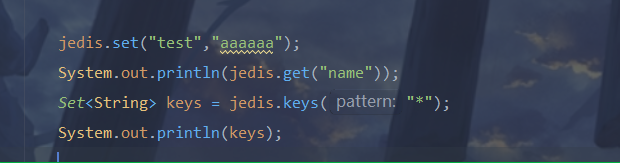 jedis.set("test","aaaaaa");
System.out.println(jedis.get("name"));
Set<String> keys = jedis.keys( pattern: "*");
System.out.println(keys);